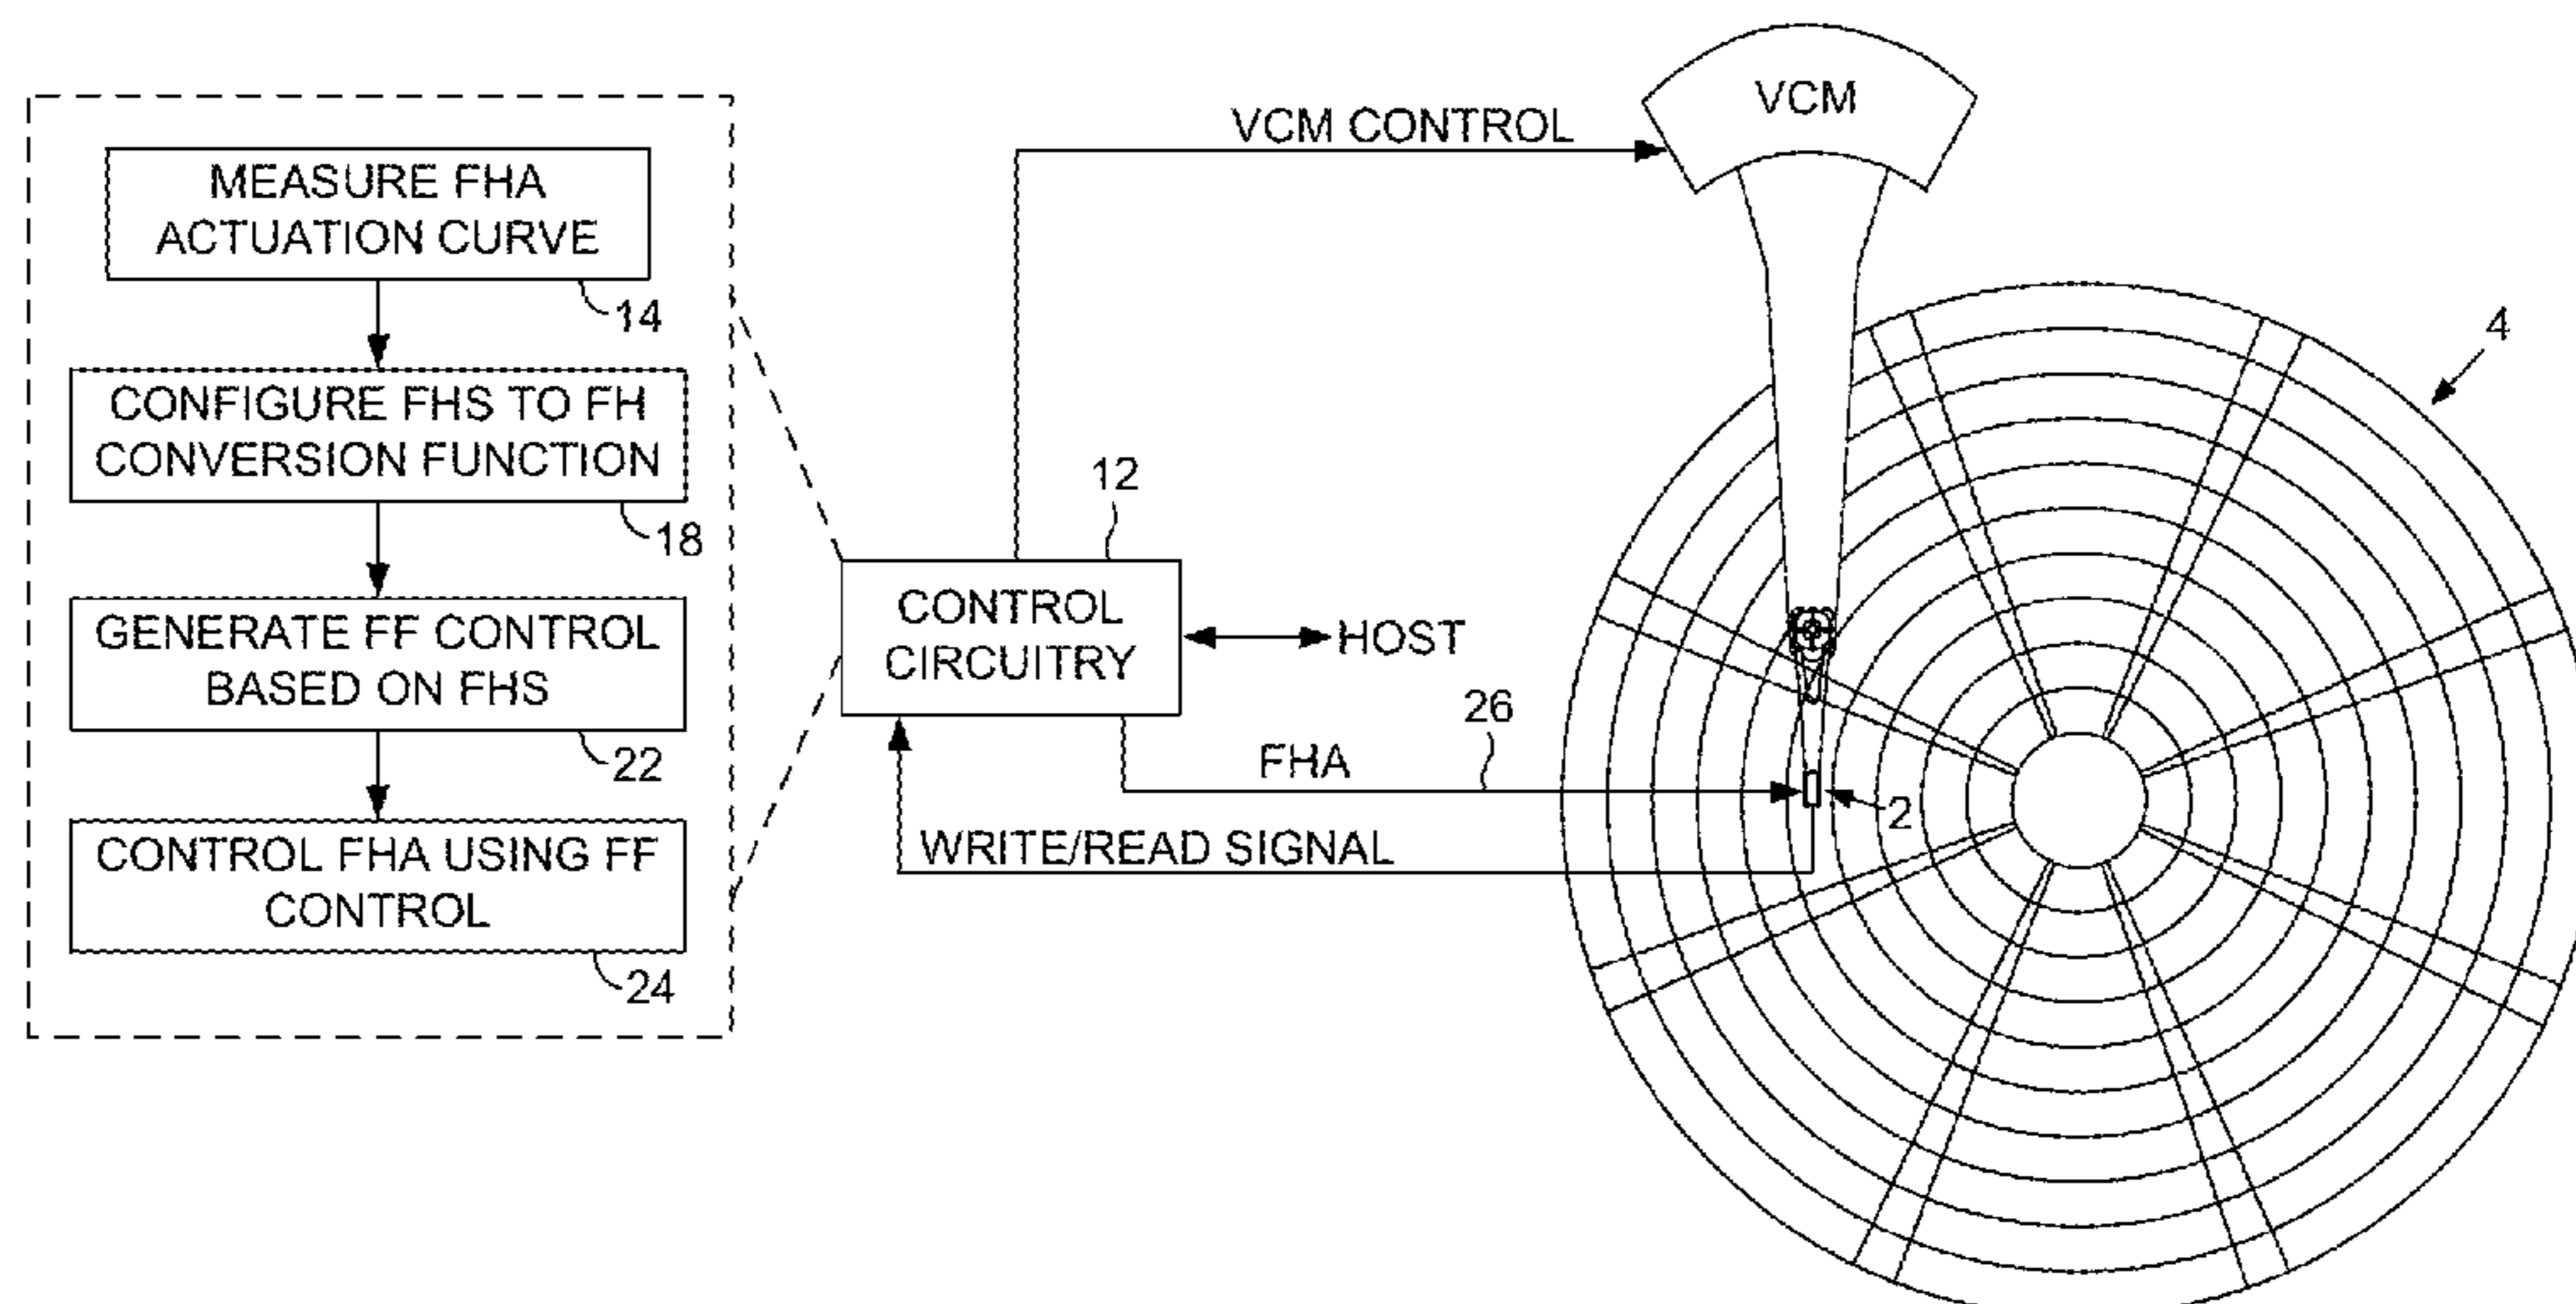 MEASURE FHA
ACTUATION CURVE
14
CONFIGURE FHS TO FH
CONVERSION FUNCTION
18
GENERATE FF CONTROL
BASED ON FHS
22
CONTROL FHA USING FF
CONTROL
24
VCM CONTROL
VCM
12
CONTROL
CIRCUITRY
HOST
26
FHA
WRITE/READ SIGNAL
2
4